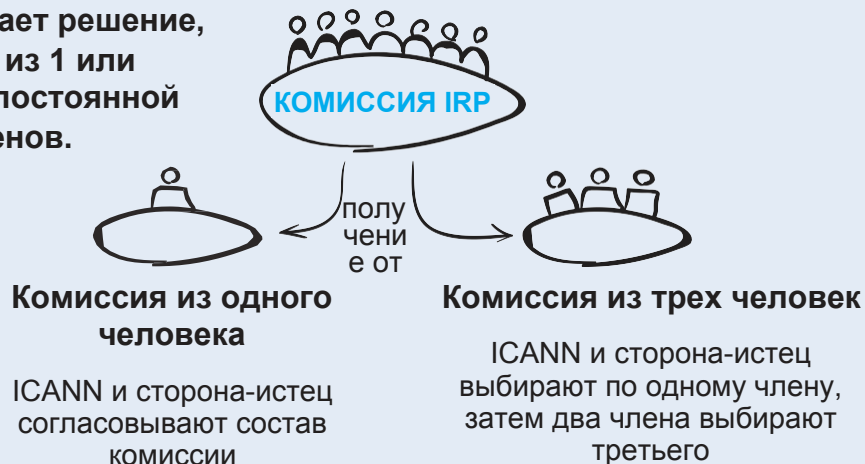 ает решение,
из 1 или
постоянной
енов.
КОМИССИЯ IRP
полу
чени
е от
Комиссия из одного
человека
ICANN и сторона-истец
согласовывают состав
комиссии
Комиссия из трех человек
ICANN и сторона-истец
выбирают по одному члену,
затем два члена выбирают
третьего